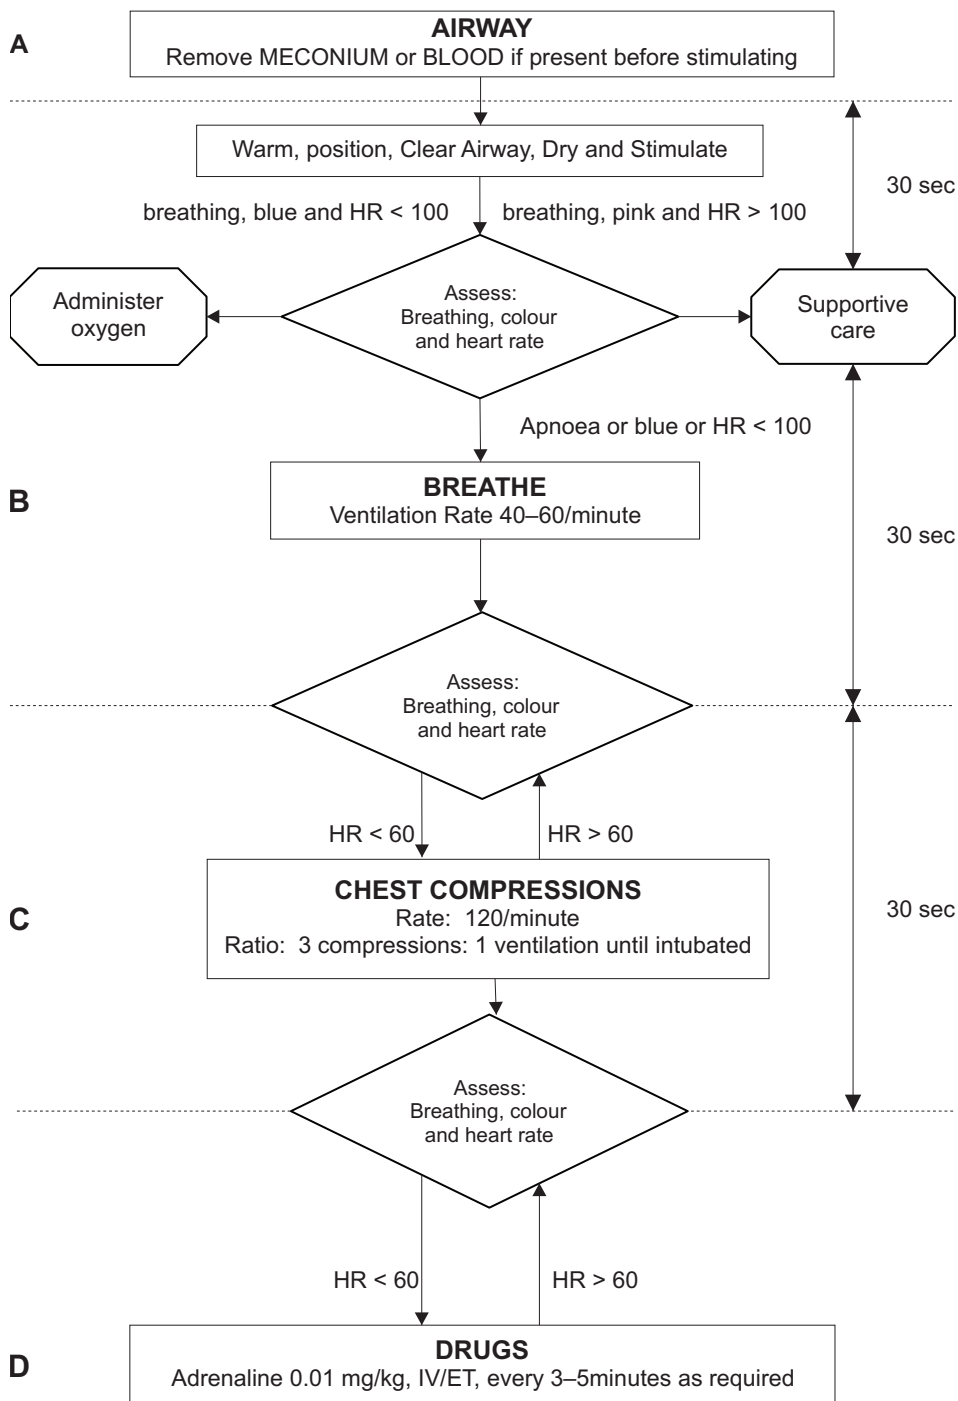 A
AIRWAY
Remove MECONIUM or BLOOD if present before stimulating
Warm, position, Clear Airway, Dry and Stimulate
30 sec
breathing, blue and HR < 100
breathing, pink and HR > 100
Administer
oxygen
Assess:
Breathing, colour
and heart rate
Supportive
care
Apnoea or blue or HR < 100
B
BREATHE
Ventilation Rate 40–60/minute
30 sec
Assess:
Breathing, colour
and heart rate
HR < 60
HR > 60
C
CHEST COMPRESSIONS
Rate: 120/minute
Ratio: 3 compressions: 1 ventilation until intubated
30 sec
Assess:
Breathing, colour
and heart rate
HR < 60
HR > 60
D
DRUGS
Adrenaline 0.01 mg/kg, IV/ET, every 3–5minutes as required